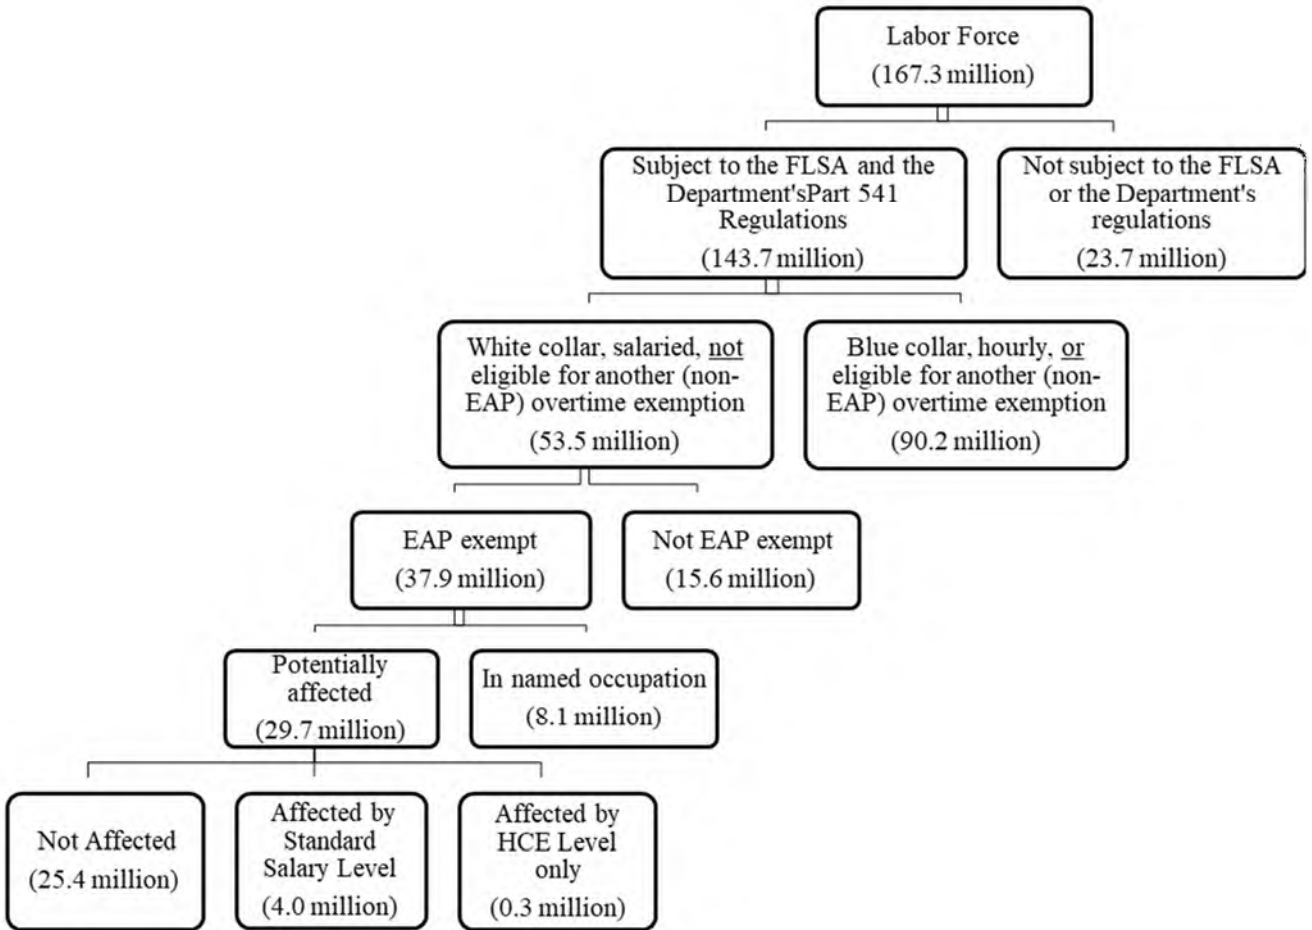 Labor Force
(167.3 million)
Subject to the FLSA and the
Department'sPart 541
Regulations
(143.7 million)
Not subject to the FLSA
or the Department's
regulations
(23.7 million)
White collar, salaried, not
eligible for another (non-
EAP) overtime exemption
(53.5 million)
Blue collar, hourly, or
eligible for another (non-
EAP) overtime exemption
(90.2 million)
EAP exempt
(37.9 million)
Not EAP exempt
(15.6 million)
Potentially
affected
(29.7 million)
In named occupation
(8.1 million)
Not Affected
(25.4 million)
Affected by
Standard
Salary Level
(4.0 million)
Affected by
HCE Level
only
(0.3 million)